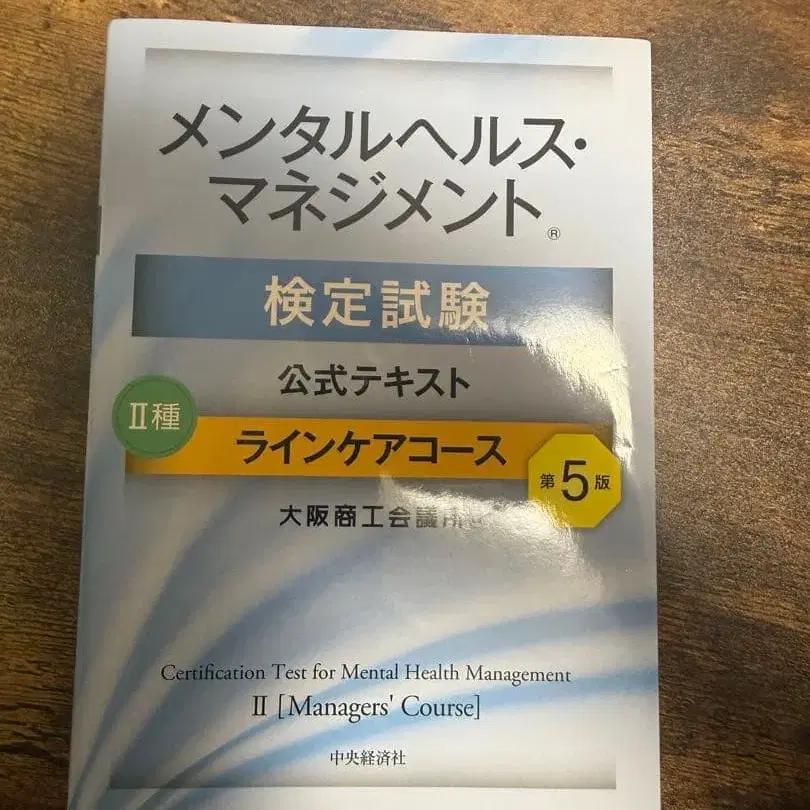 メンタルヘルス・
マネジメント®
検定試験
公式テキスト
II種
ラインケアコース
第5版
大阪商工会議所
Certification Test for Mental Health Management
II [Managers' Course]
中央経済社